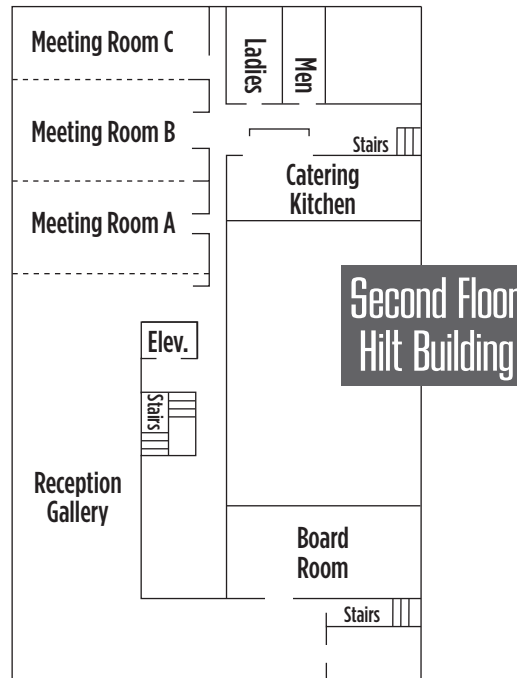 Meeting Room C
Ladies
Men
Meeting Room B
Stairs
Catering
Kitchen
Meeting Room A
Second Floor
Hilt Building
Elev.
Stairs
Reception
Gallery
Board
Room
Stairs